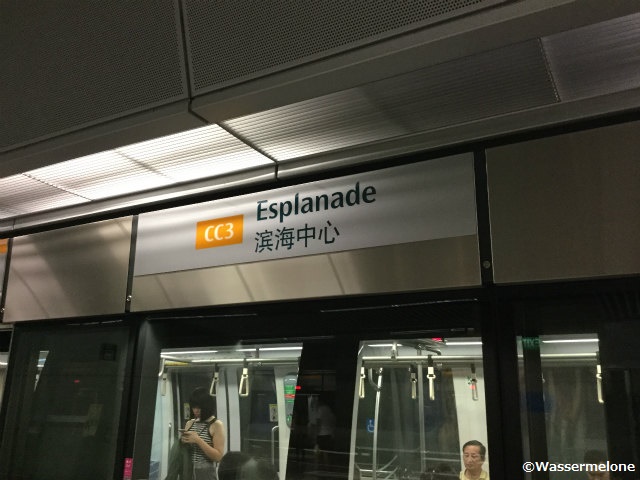 Esplanade
CC3
滨海中心
©Wassermelone